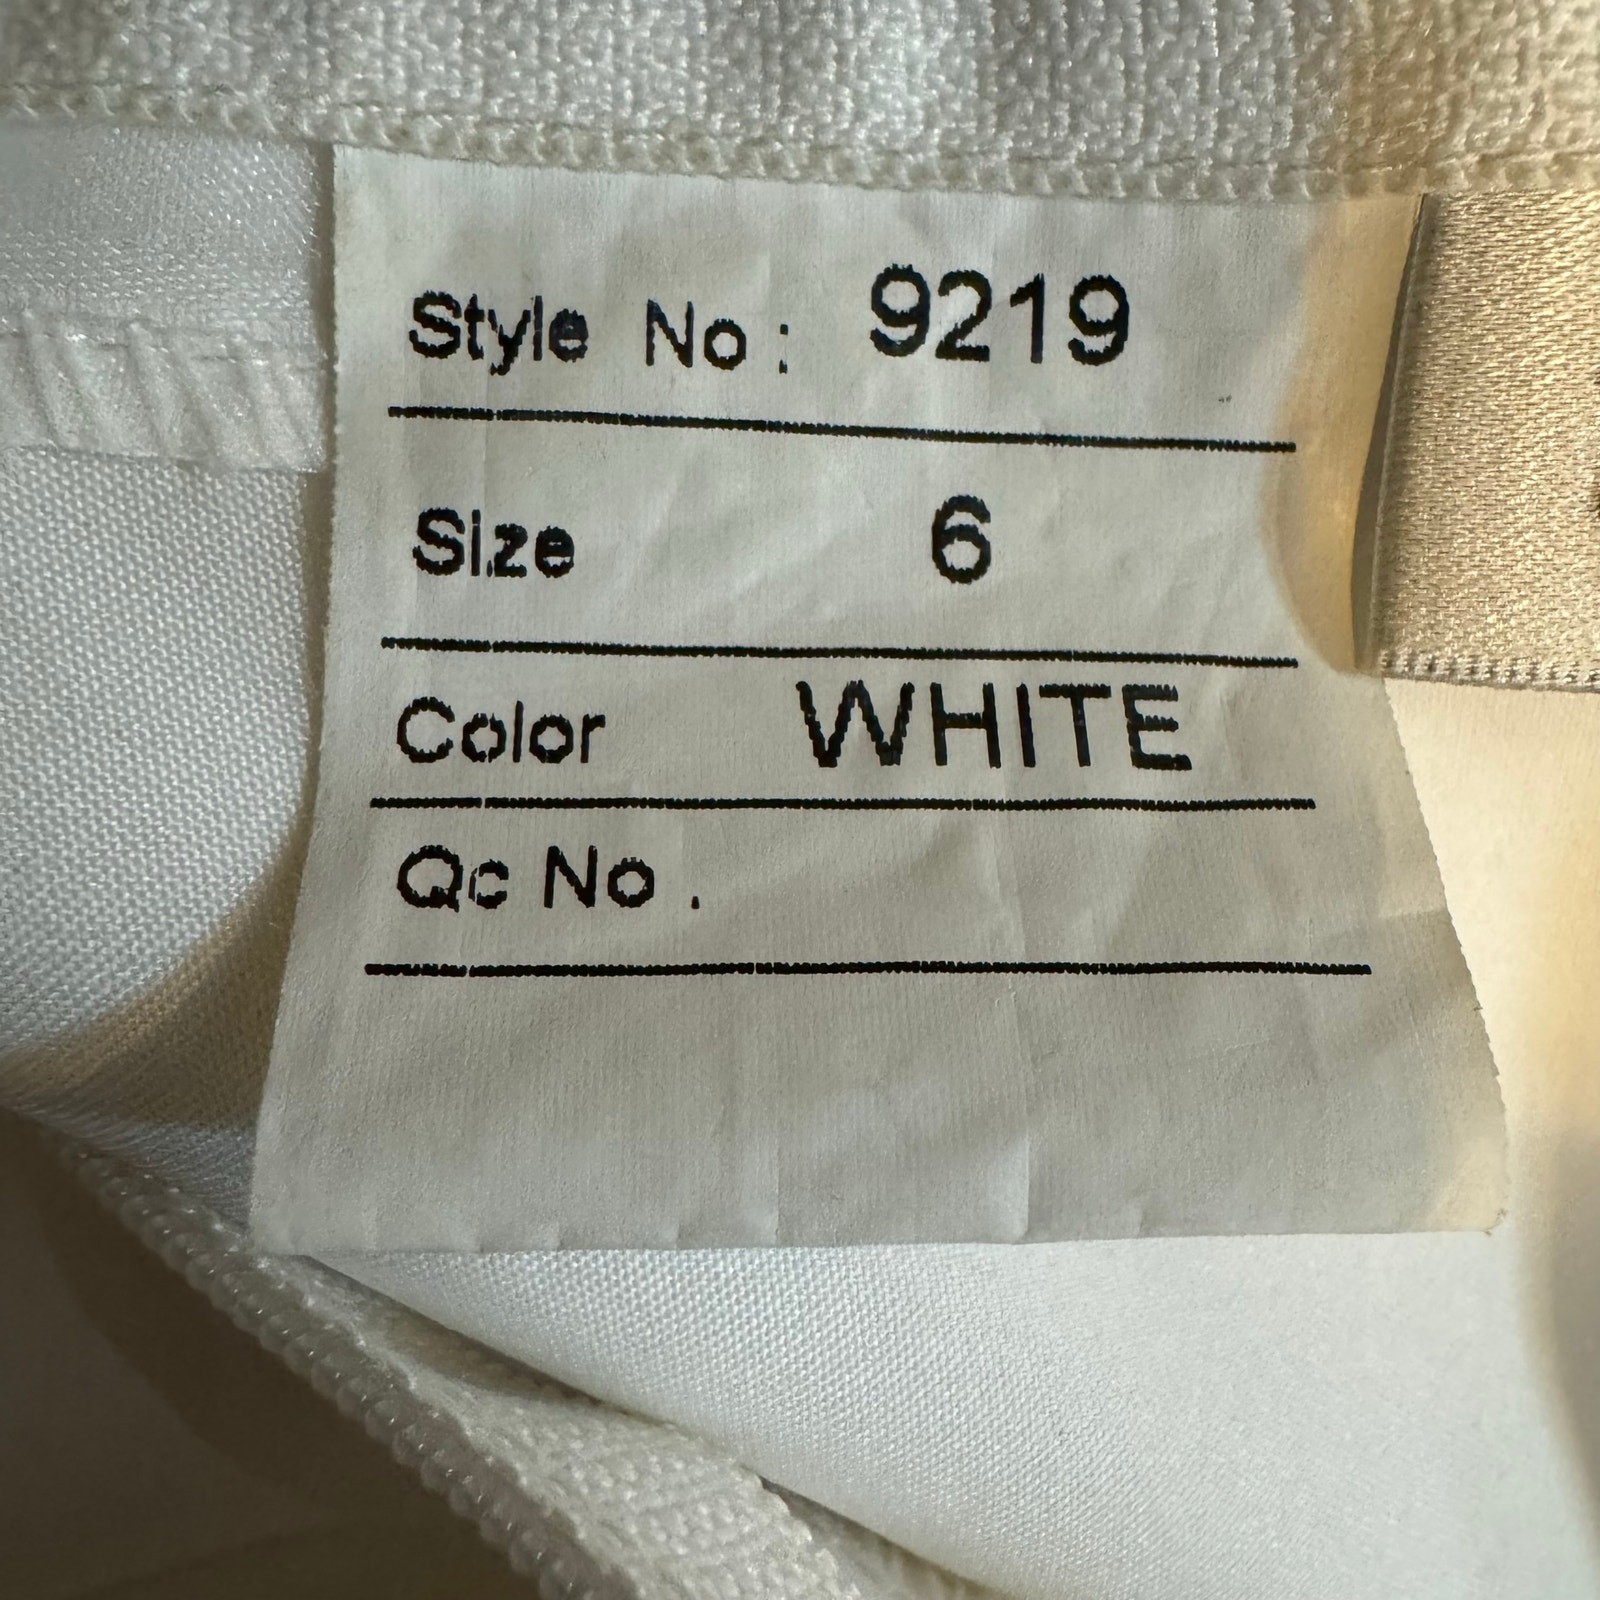 Style No: 9219
Size 6
Color WHITE
Qc No.